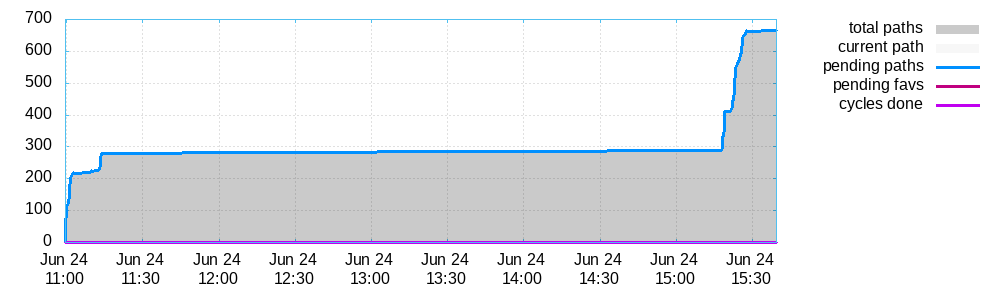 700
600
500
400
300
200
100
0
Jun 24 Jun 24 Jun 24 Jun 24 Jun 24 Jun 24 Jun 24 Jun 24 Jun 24 Jun 24
11:00 11:30 12:00 12:30 13:00 13:30 14:00 14:30 15:00 15:30
total paths
current path
pending paths
pending favs
cycles done